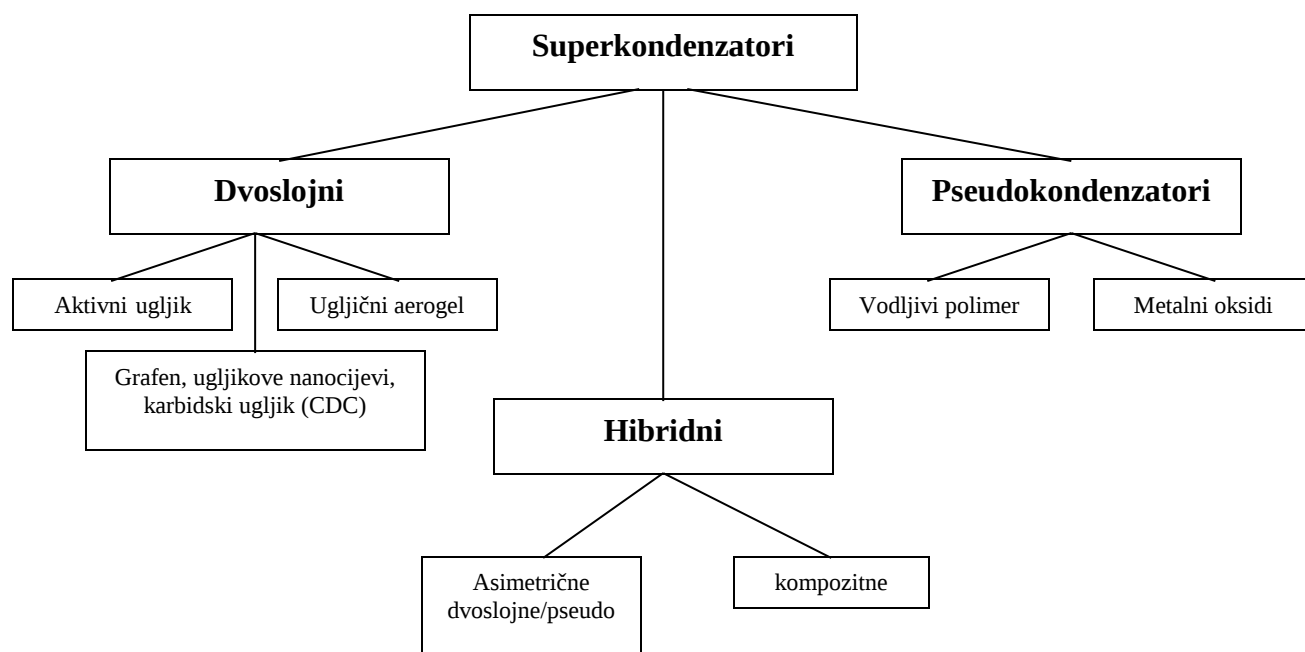 Superkondenzatori
Dvoslojni
Pseudokondenzatori
Aktivni ugljik
Ugljični aerogel
Vodljivi polimer
Metalni oksidi
Grafen, ugljikove nanocijevi,
karbidski ugljik (CDC)
Hibridni
Asimetrične
dvoslojne/pseudo
kompozitne